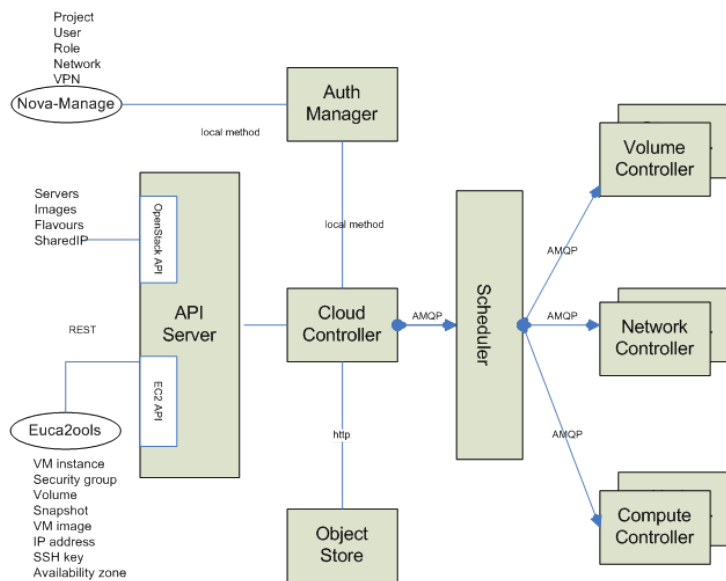 Project
User
Role
Network
VPN
Nova-Manage
Auth
Manager
local method
Servers
Images
Flavours
SharedIP
OpenStack API
local method
Volume
Controller
AMQP
REST
API
Server
Cloud
Controller
AMQP
Scheduler
AMQP
Network
Controller
EC2 API
Euca2ools
http
AMQP
VM instance
Security group
Volume
Snapshot
VM image
IP address
SSH key
Availability zone
Object
Store
Compute
Controller